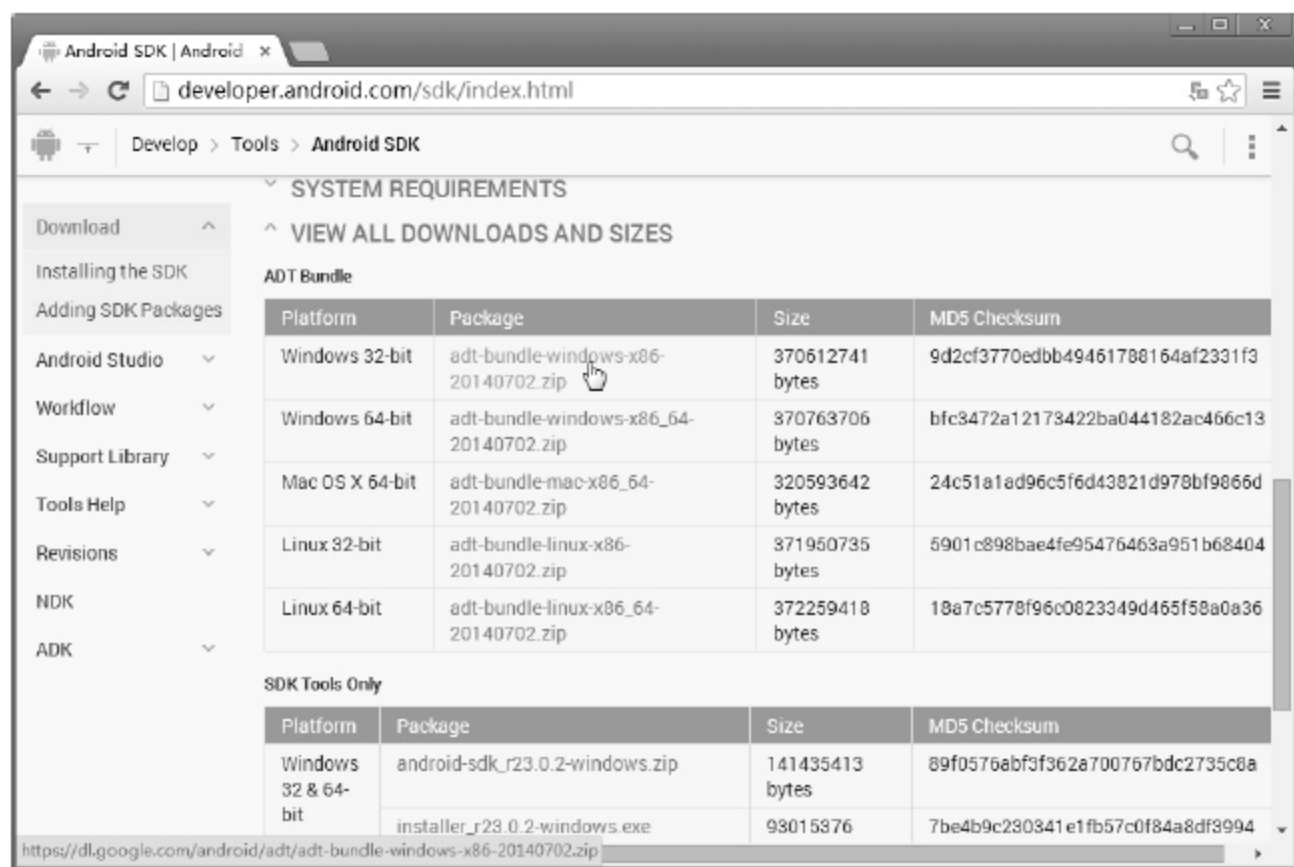 Android SDK | Android ×
developer.android.com/sdk/index.html
Develop > Tools > Android SDK
Download
Installing the SDK
Adding SDK Packages
Android Studio
Workflow
Support Library
Tools Help
Revisions
NDK
ADK
SYSTEM REQUIREMENTS
VIEW ALL DOWNLOADS AND SIZES
ADT Bundle
Platform Package Size MD5 Checksum
Windows 32-bit adt-bundle-windows-x86- 370612741 9d2cf3770edbb49461788164af2331f3
20140702.zip bytes
Windows 64-bit adt-bundle-windows-x86_64- 370763706 bfc3472a12173422ba044182ac466c13
20140702.zip bytes
Mac OS X 64-bit adt-bundle-mac-x86_64- 320593642 24c51a1ad96c5f6d43821d978bf9866d
20140702.zip bytes
Linux 32-bit adt-bundle-linux-x86- 371950735 5901c898bae4fe95476463a951b68404
20140702.zip bytes
Linux 64-bit adt-bundle-linux-x86_64- 372259418 18a7c5778f96c0823349d465f58a0a36
20140702.zip bytes
SDK Tools Only
Platform Package Size MD5 Checksum
Windows android-sdk_r23.0.2-windows.zip 141435413 89f0576abf3f362a700767bdc2735c8a
32 & 64- bytes
bit
installer_r23.0.2-windows.exe 93015376 7be4b9c230341e1fb57c0f84a8df3994
https://dl.google.com/android/adt/adt-bundle-windows-x86-20140702.zip